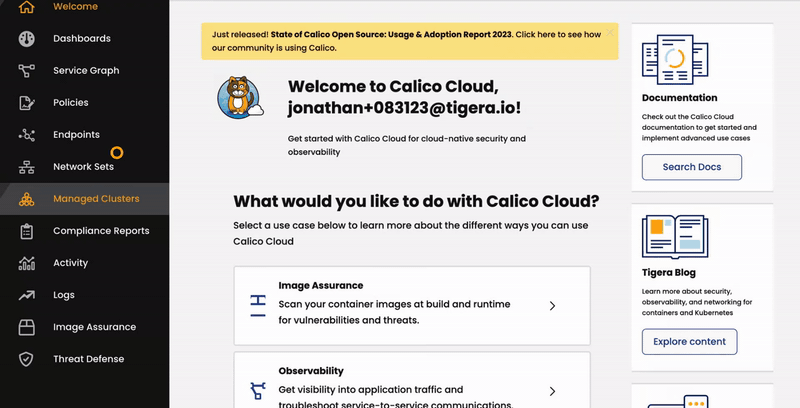 Welcome
Dashboards
Service Graph
Policies
Endpoints
Network Sets
Managed Clusters
Compliance Reports
Activity
Logs
Image Assurance
Threat Defense
Just released! State of Calico Open Source: Usage & Adoption Report 2023. Click here to see how
our community is using Calico.
Welcome to Calico Cloud,
jonathan+083123@tigera.io!
Get started with Calico Cloud for cloud-native security and
observability
What would you like to do with Calico Cloud?
Select a use case below to learn more about the different ways you can use
Calico Cloud
Image Assurance
Scan your container images at build and runtime
for vulnerabilities and threats.
Observability
Get visibility into application traffic and
troubleshoot service-to-service communications.
Documentation
Check out the Calico Cloud
documentation to get started and
implement advanced use cases
Search Docs
Tigera Blog
Learn more about security,
observability, and networking for
containers and Kubernetes
Explore content